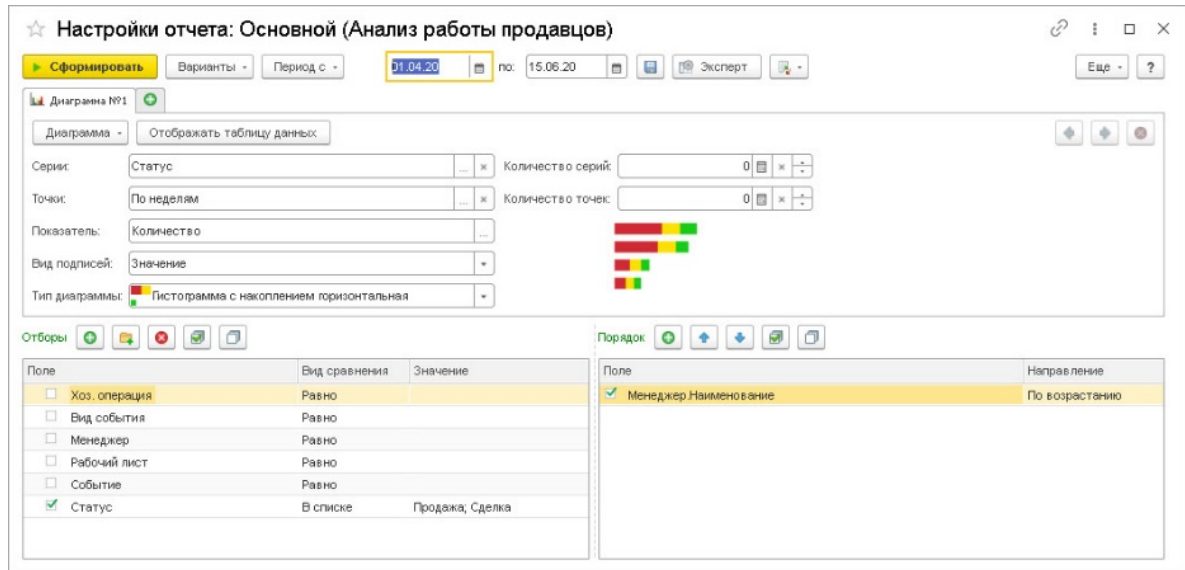 Настройки отчета: Основной (Анализ работы продавцов)
Сформировать Варианты Период с 01.04.20 по: 15.06.20 Эксперт Еще ?
Диаграмма №1
Диаграмма Отображать таблицу данных
Серии: Статус ... × Количество серий: 0 ×
Точки: По неделям ... × Количество точек: 0 ×
Показатель: Количество ...
Вид подписей: Значение
Тип диаграммы: Гистограмма с накоплением горизонтальная
Отборы Порядок
Поле Вид сравнения Значение Поле Направление
Хоз. операция Равно Менеджер.Наименование По возрастанию
Вид события Равно
Менеджер Равно
Рабочий лист Равно
Событие Равно
Статус В списке Продажа; Сделка